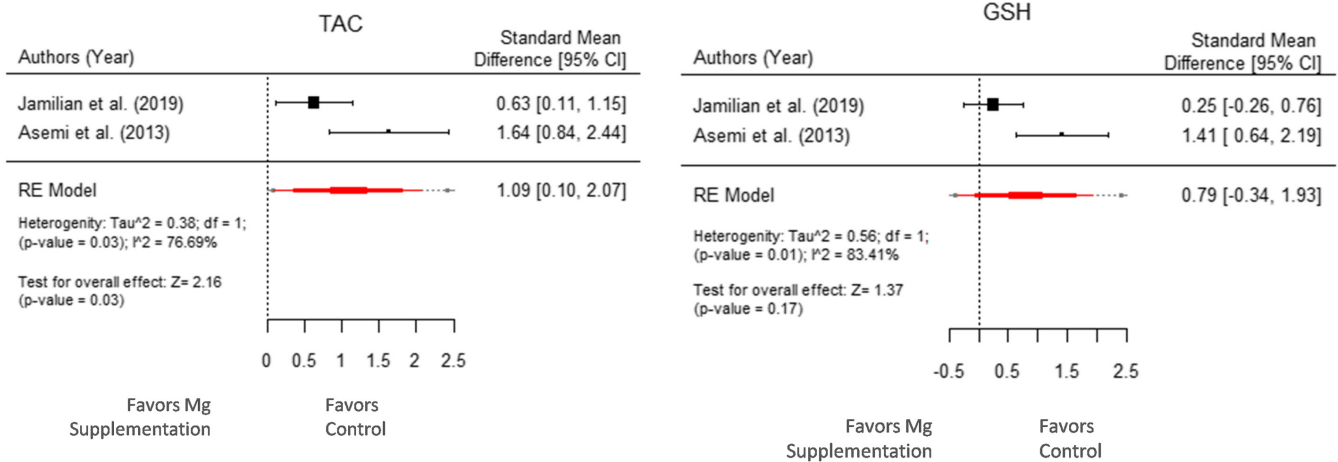 TAC
Authors (Year)
Standard Mean
Difference [95% CI]
Jamilian et al. (2019)
0.63 [0.11, 1.15]
Asemi et al. (2013)
1.64 [0.84, 2.44]
RE Model
1.09 [0.10, 2.07]
Heterogenity: Tau^2 = 0.38; df = 1;
(p-value = 0.03); I^2 = 76.69%
Test for overall effect: Z= 2.16
(p-value = 0.03)
0 0.5 1 1.5 2 2.5
Favors Mg
Supplementation
Favors
Control
GSH
Authors (Year)
Standard Mean
Difference [95% CI]
Jamilian et al. (2019)
0.25 [-0.26, 0.76]
Asemi et al. (2013)
1.41 [ 0.64, 2.19]
RE Model
0.79 [-0.34, 1.93]
Heterogenity: Tau^2 = 0.56; df = 1;
(p-value = 0.01); I^2 = 83.41%
Test for overall effect: Z= 1.37
(p-value = 0.17)
-0.5 0.5 1.5 2.5
Favors Mg
Supplementation
Favors
Control